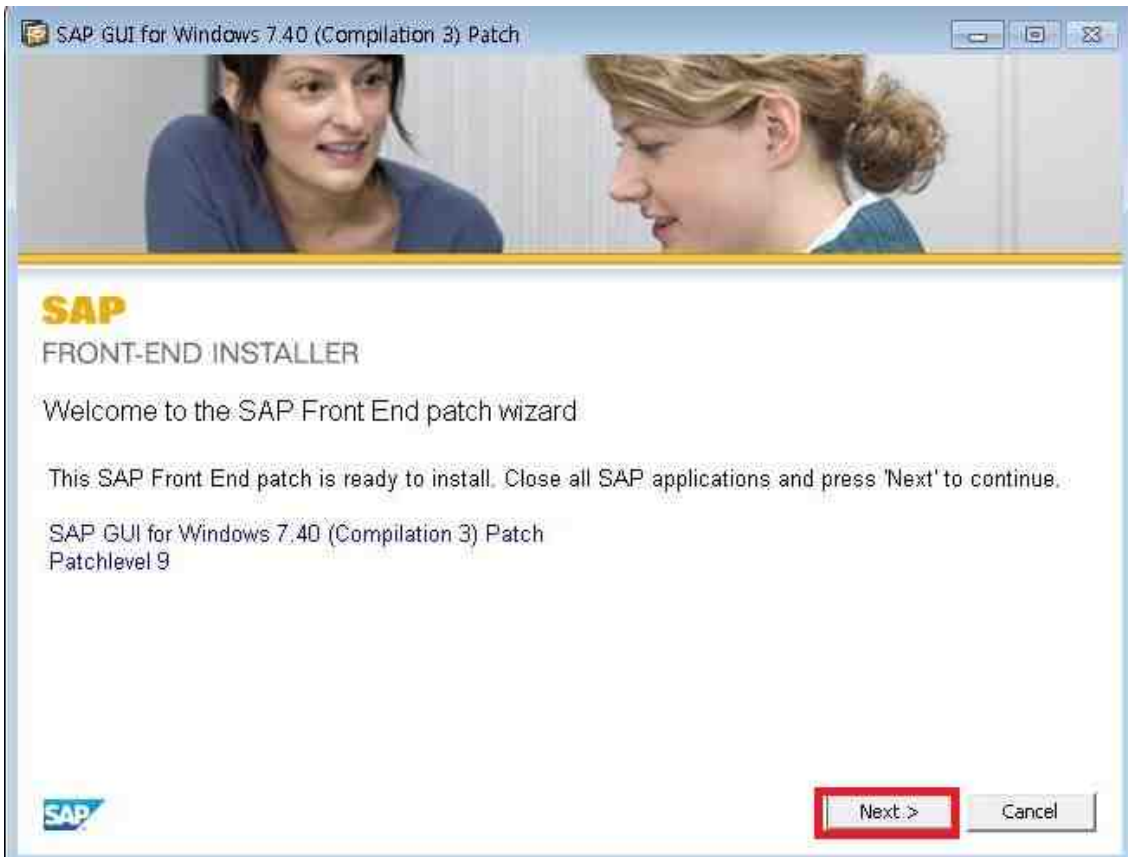 SAP GUI for Windows 7.40 (Compilation 3) Patch
SAP
FRONT-END INSTALLER
Welcome to the SAP Front End patch wizard
This SAP Front End patch is ready to install. Close all SAP applications and press 'Next' to continue.
SAP GUI for Windows 7.40 (Compilation 3) Patch
Patchlevel 9
SAP
Next >
Cancel